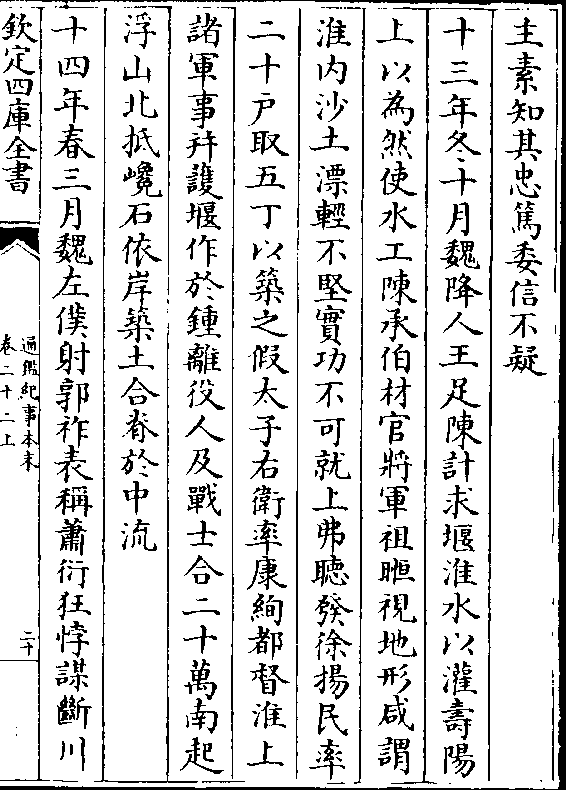 主素知其忠篤委信不疑
十三年冬十月魏降人王足陳計求堰淮水以灌壽陽
上以為然使水工陳承伯材官將軍祖暅視地形咸謂
淮内沙土漂輕不堅實功不可就上弗聽發徐揚民率
二十户取五丁以築之假太子右衛率康絢都督淮上
諸軍事并護堰作於鍾離役人及戰士合二十萬南起
浮山北抵巉石依岸築土合脊於中流
十四年春三月魏左僕射郭祚表稱蕭衍狂悖謀斷川
欽定四庫全書
通鑑紀事本末
卷二十二上
二十